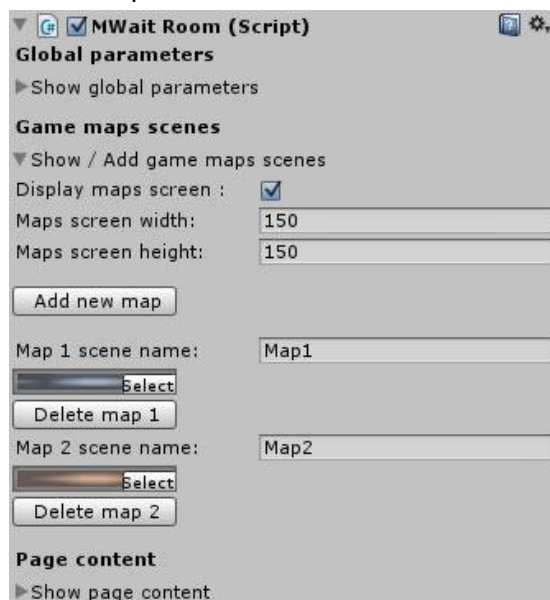 MWait Room (Script)
Global parameters
Show global parameters
Game maps scenes
Show / Add game maps scenes
Display maps screen :
Maps screen width: 150
Maps screen height: 150
Add new map
Map 1 scene name: Map1
Select
Delete map 1
Map 2 scene name: Map2
Select
Delete map 2
Page content
Show page content